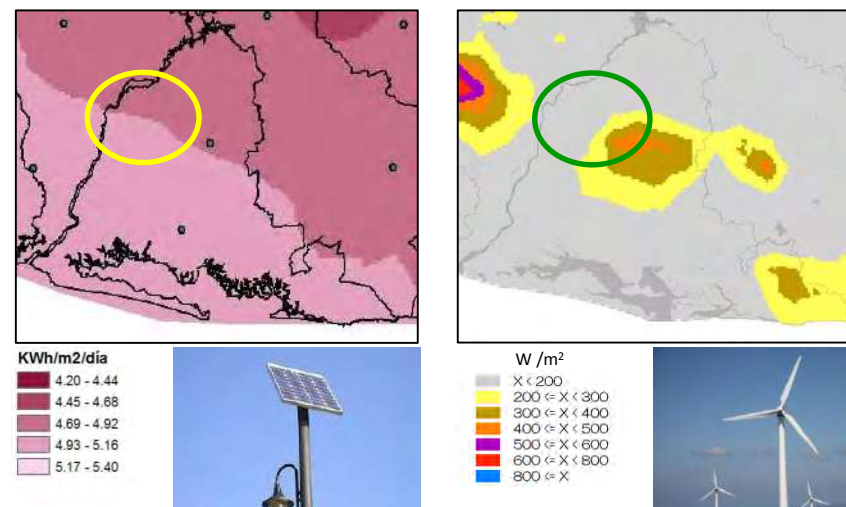 KWh/m2/día
4.20 - 4.44
4.45 - 4.68
4.69 - 4.92
4.93 - 5.16
5.17 - 5.40
W /m²
X < 200
200 <= X < 300
300 <= X < 400
400 <= X < 500
500 <= X < 600
600 <= X < 800
800 <= X